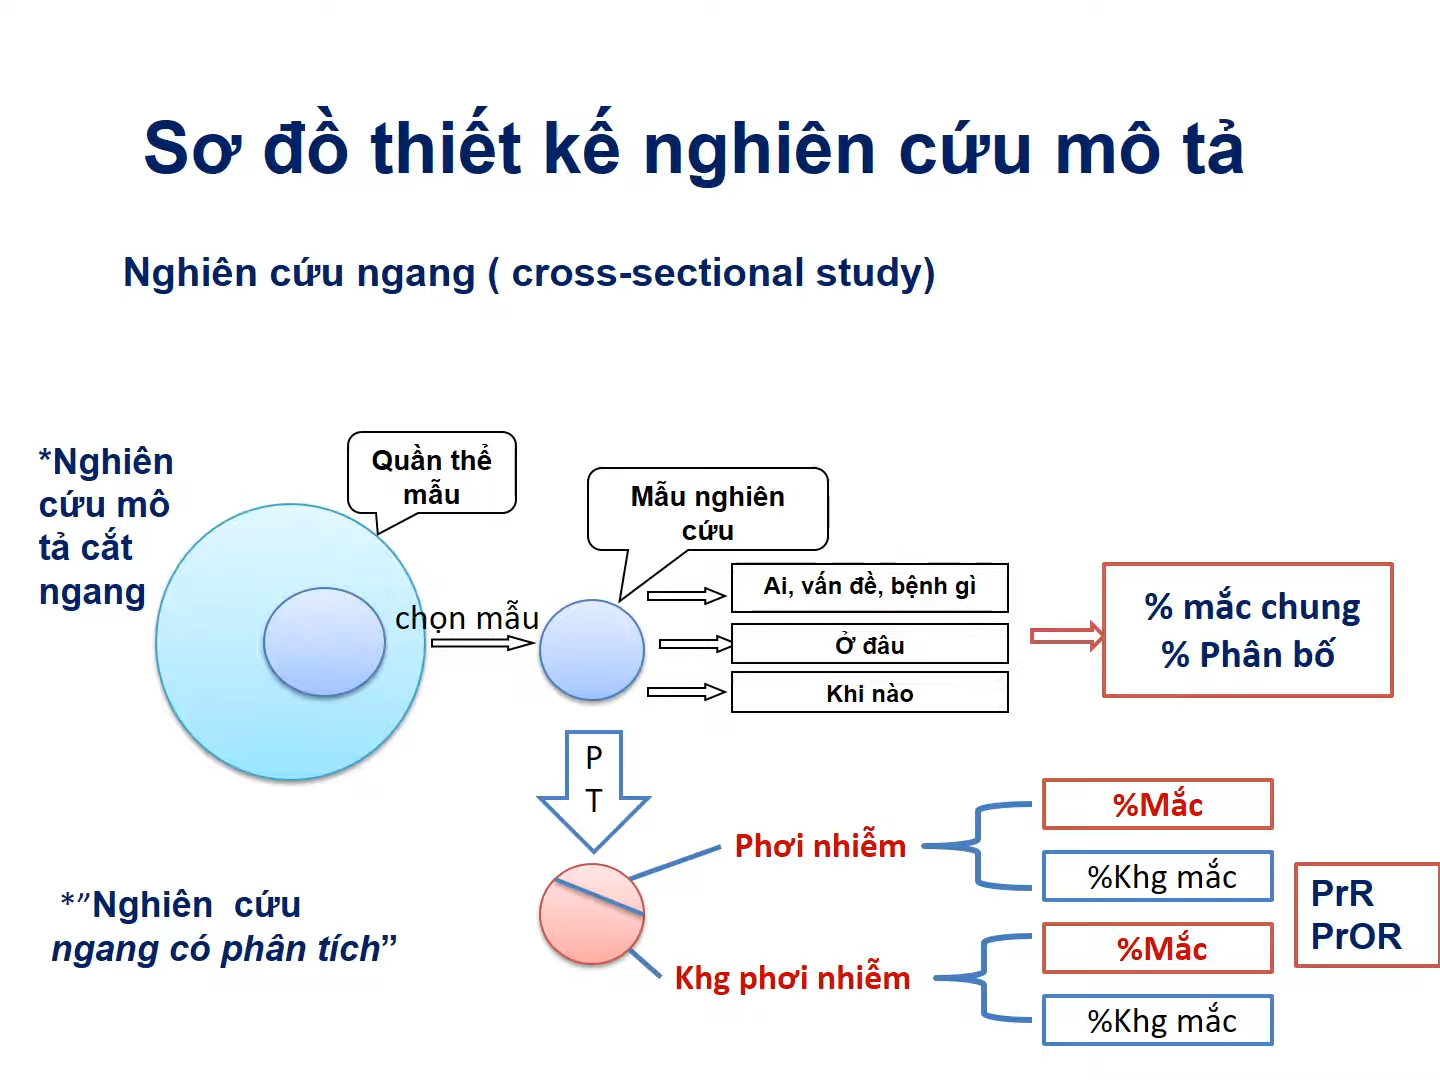 Sơ đồ thiết kế nghiên cứu mô tả
Nghiên cứu ngang ( cross-sectional study)
*Nghiên
cứu mô
tả cắt
ngang
Quần thể
mẫu
chọn mẫu
Mẫu nghiên
cứu
Ai, vấn đề, bệnh gì
Ở đâu
Khi nào
% mắc chung
% Phân bố
P
T
*”Nghiên cứu
ngang có phân tích”
Phơi nhiễm
%Mắc
%Khg mắc
Khg phơi nhiễm
%Mắc
%Khg mắc
PrR
PrOR